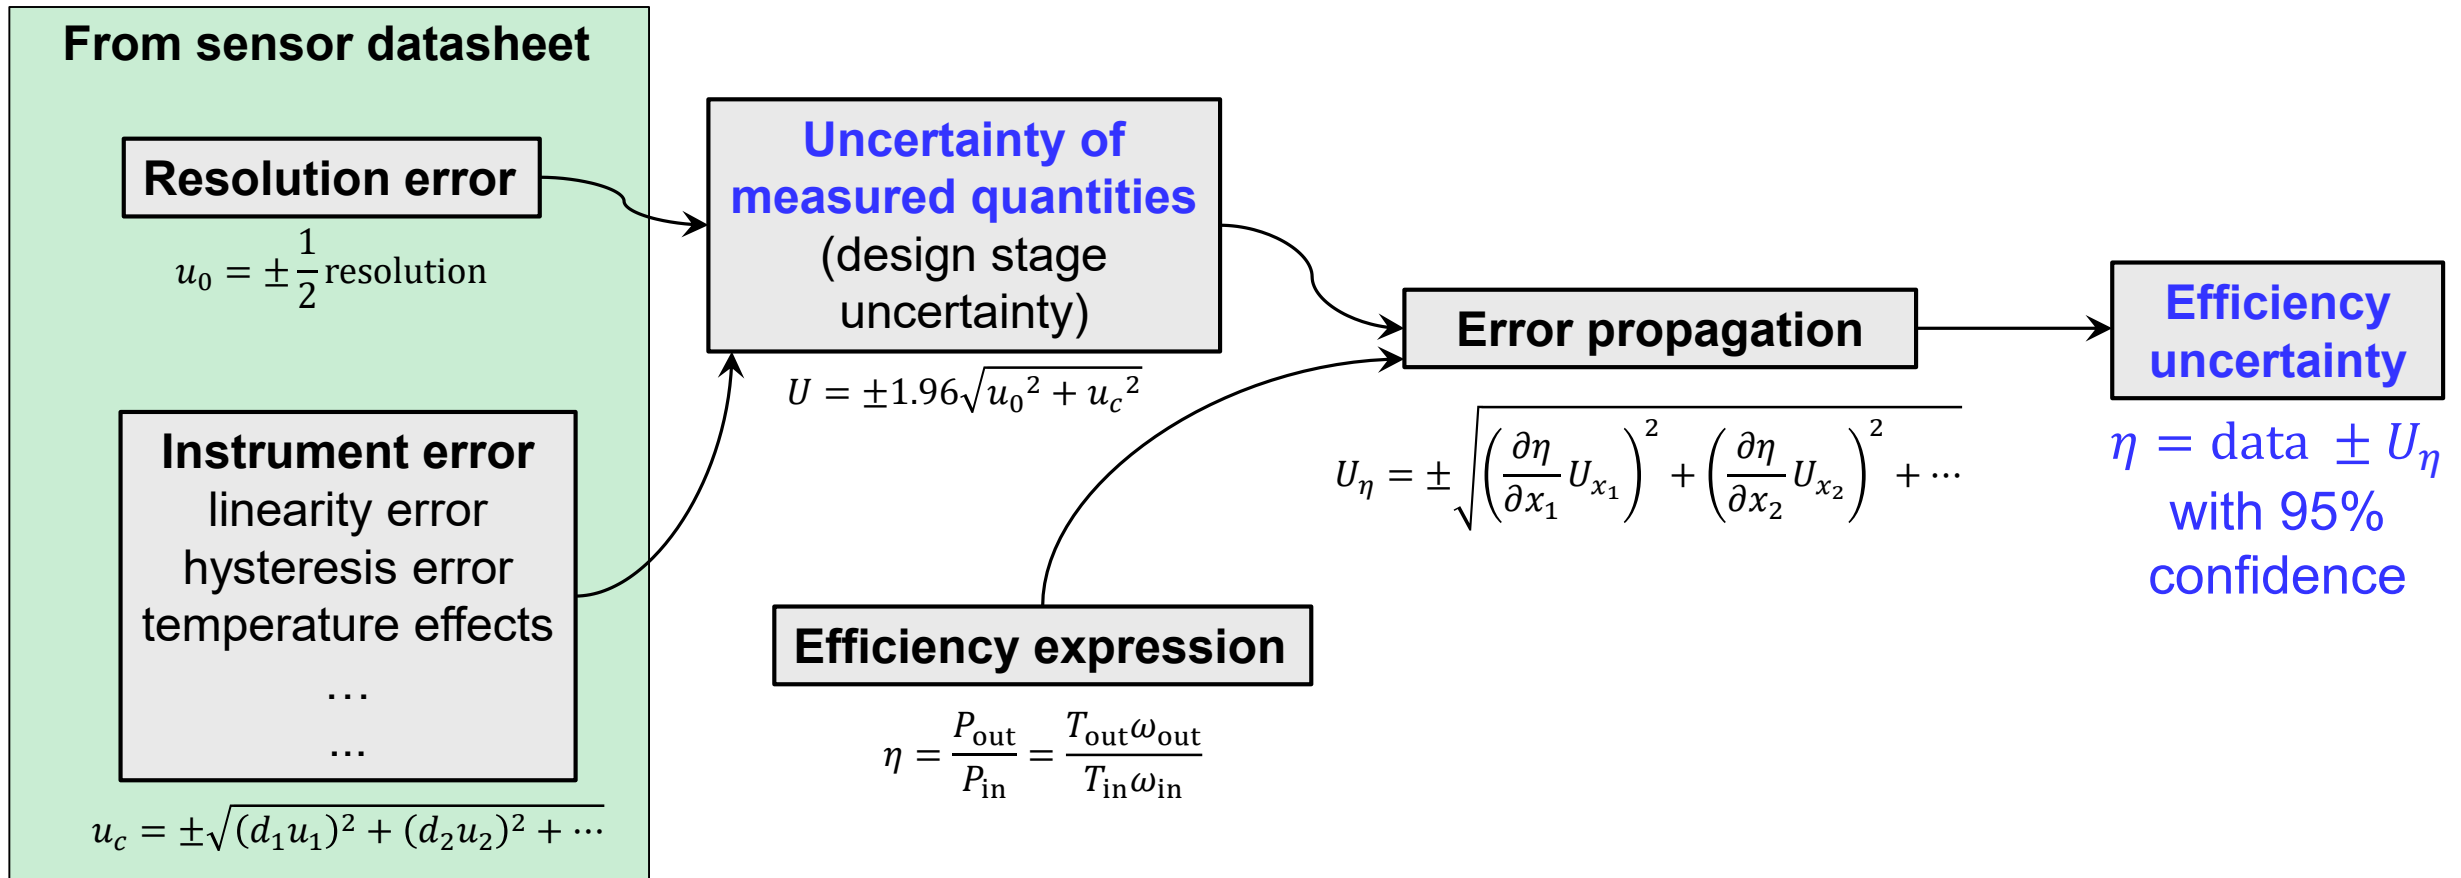 From sensor datasheet
Resolution error
u₀ = ± 1/2 resolution
Instrument error
linearity error
hysteresis error
temperature effects
…
...
u_c = ±√((d₁u₁)² + (d₂u₂)² + ⋯)
Uncertainty of
measured quantities
(design stage
uncertainty)
U = ±1.96√(u₀² + u_c²)
Efficiency expression
η = P_out/P_in = T_out ω_out / T_in ω_in
Error propagation
U_η = ±√((∂η/∂x₁ U_x₁)² + (∂η/∂x₂ U_x₂)² + ⋯)
Efficiency
uncertainty
η = data ± U_η
with 95%
confidence